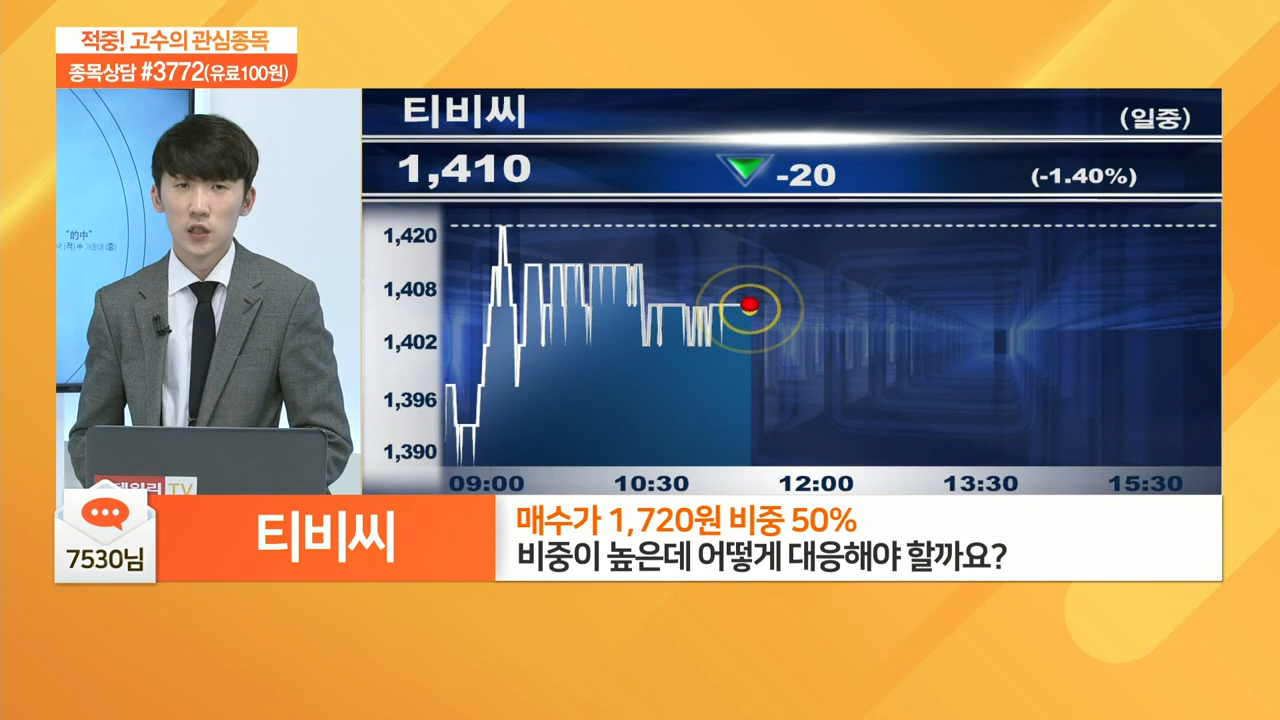 적중! 고수의 관심종목
종목상담 #3772(유료100원)
티비씨
(일중)
1,410
-20
(-1.40%)
1,420
1,408
1,402
1,396
1,390
09:00
10:30
12:00
13:30
15:30
"的中"
TV
7530님
티비씨
매수가 1,720원 비중 50%
비중이 높은데 어떻게 대응해야 할까요?